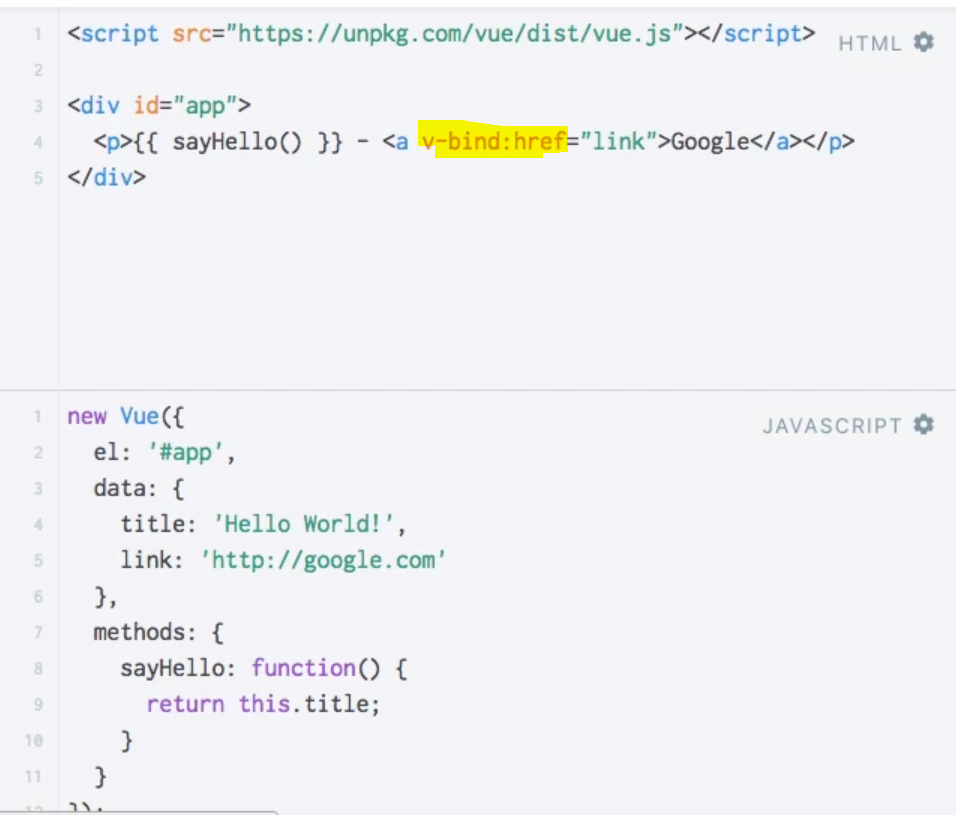 1 <script src="https://unpkg.com/vue/dist/vue.js"></script>
HTML
2
3 <div id="app">
4   <p>{{ sayHello() }} - <a v-bind:href="link">Google</a></p>
5 </div>
1 new Vue({
JAVASCRIPT
2   el: '#app',
3   data: {
4     title: 'Hello World!',
5     link: 'http://google.com'
6   },
7   methods: {
8     sayHello: function() {
9       return this.title;
10     }
11   }
12 });